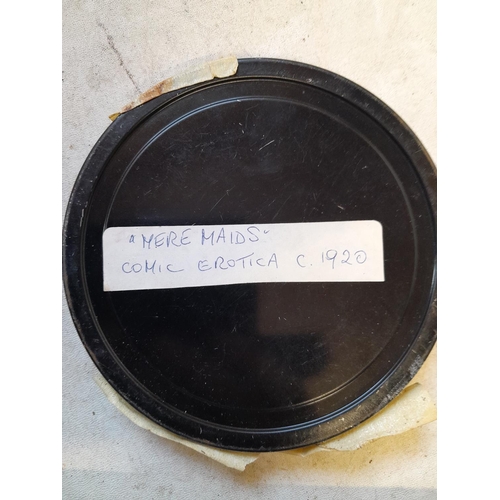 "MERE MAIDS"
COMIC EROTICA C. 1920